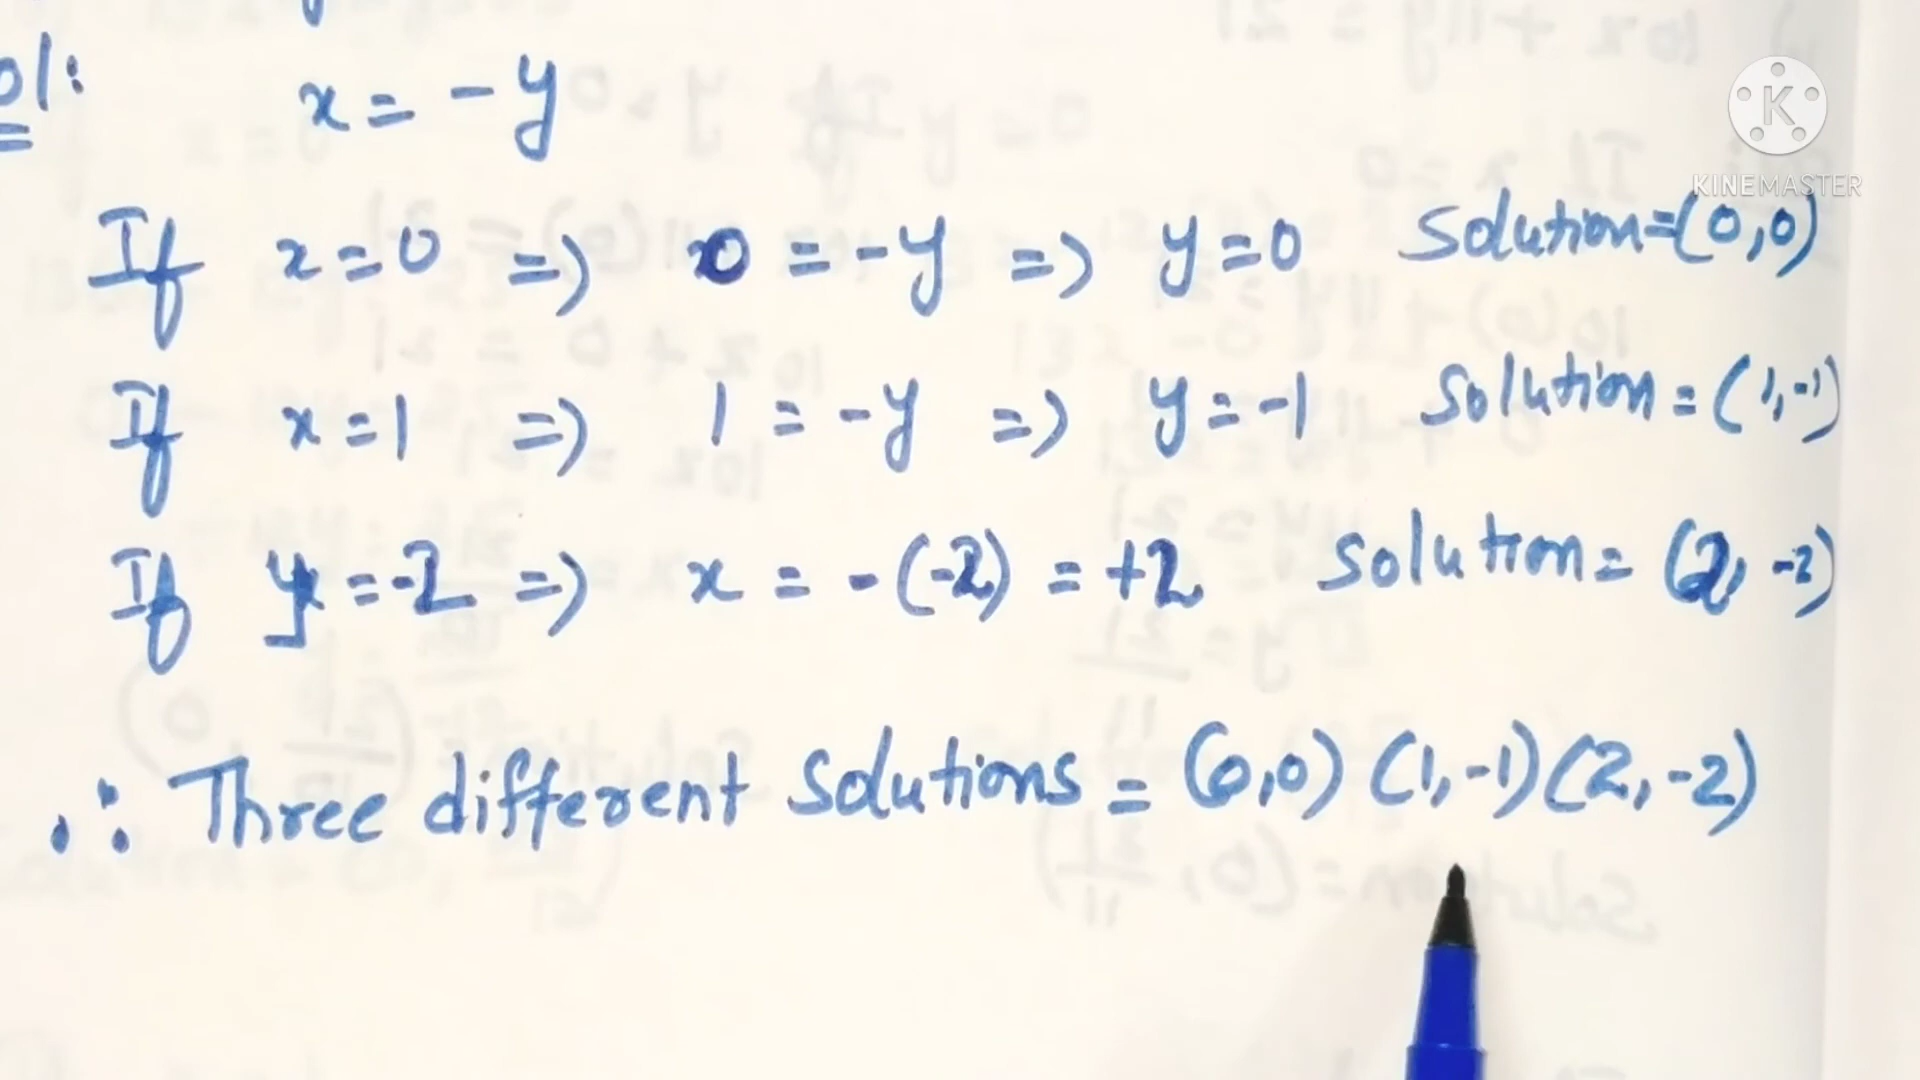 ol: x = - y
KINEMASTER
If x = 0 => 0 = - y => y = 0 Solution = (0,0)
If x = 1 => 1 = - y => y = -1 Solution = (1,-1)
If y = -2 => x = - (-2) = +2 Solution = (2, -2)
∴ Three different Solutions = (0,0) (1,-1) (2,-2)